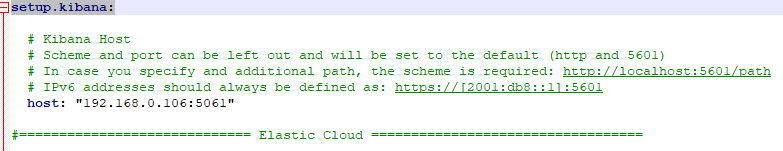 setup.kibana:
# Kibana Host
# Scheme and port can be left out and will be set to the default (http and 5601)
# In case you specify and additional path, the scheme is required: http://localhost:5601/path
# IPv6 addresses should always be defined as: https://[2001:db8::1]:5601
host: "192.168.0.106:5061"
#============================= Elastic Cloud ==================================